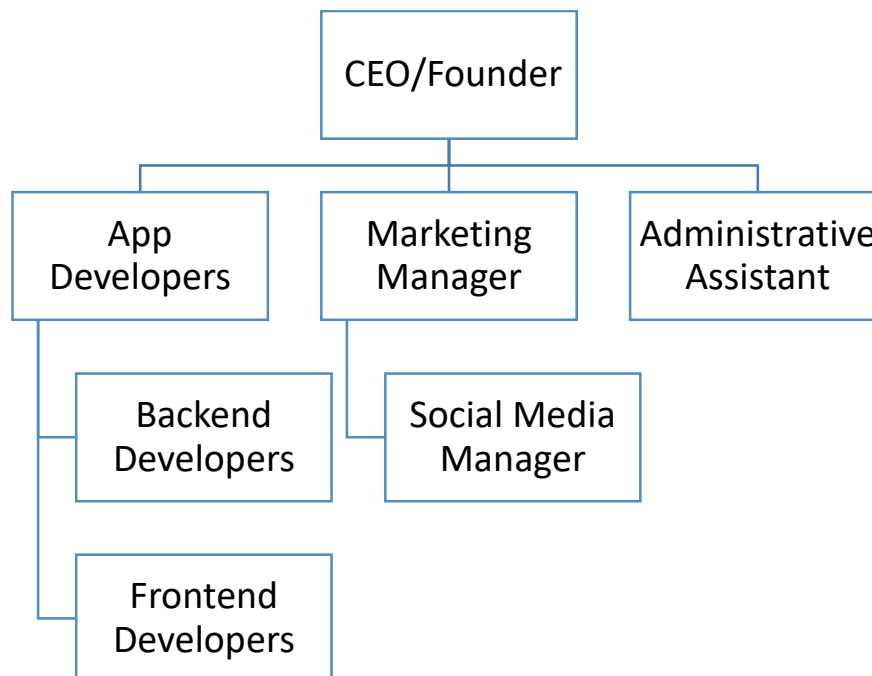 CEO/Founder
App
Developers
Marketing
Manager
Administrative
Assistant
Backend
Developers
Social Media
Manager
Frontend
Developers